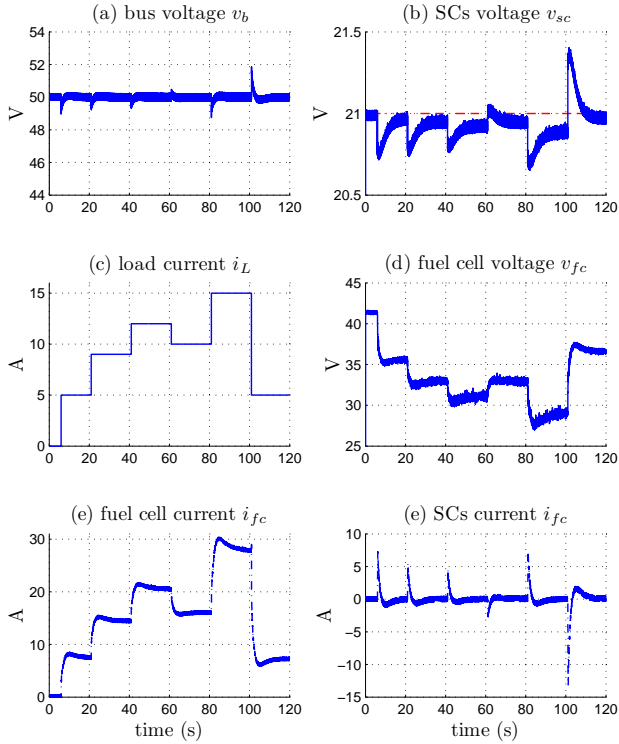 (a) bus voltage v_b
(b) SCs voltage v_sc
54
52
50
48
46
44
V
0 20 40 60 80 100 120
21.5
21
20.5
V
0 20 40 60 80 100 120
(c) load current i_L
(d) fuel cell voltage v_fc
15
10
5
0
A
0 20 40 60 80 100 120
45
40
35
30
25
V
0 20 40 60 80 100 120
(e) fuel cell current i_fc
(e) SCs current i_fc
30
20
10
0
A
0 20 40 60 80 100 120
time (s)
10
5
0
−5
−10
−15
A
0 20 40 60 80 100 120
time (s)